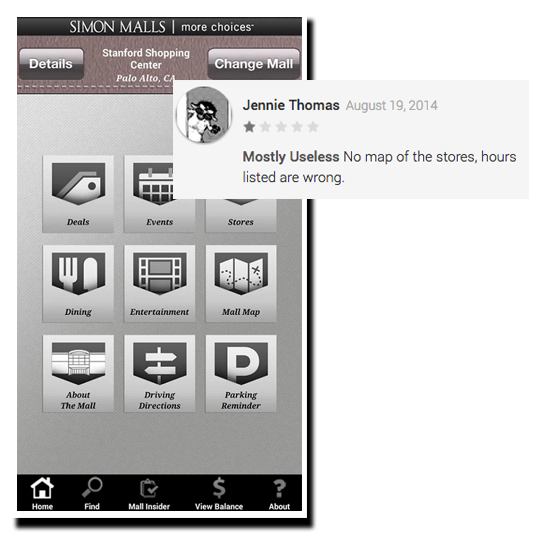 SIMON MALLS | more choices™
Details
Stanford Shopping
Center
Palo Alto, CA
Change Mall
Jennie Thomas August 19, 2014
Mostly Useless No map of the stores, hours
listed are wrong.
Deals
Events
Stores
Dining
Entertainment
Mall Map
About
The Mall
Driving
Directions
P
Parking
Reminder
Home
Find
Mall Insider
$
View Balance
?
About